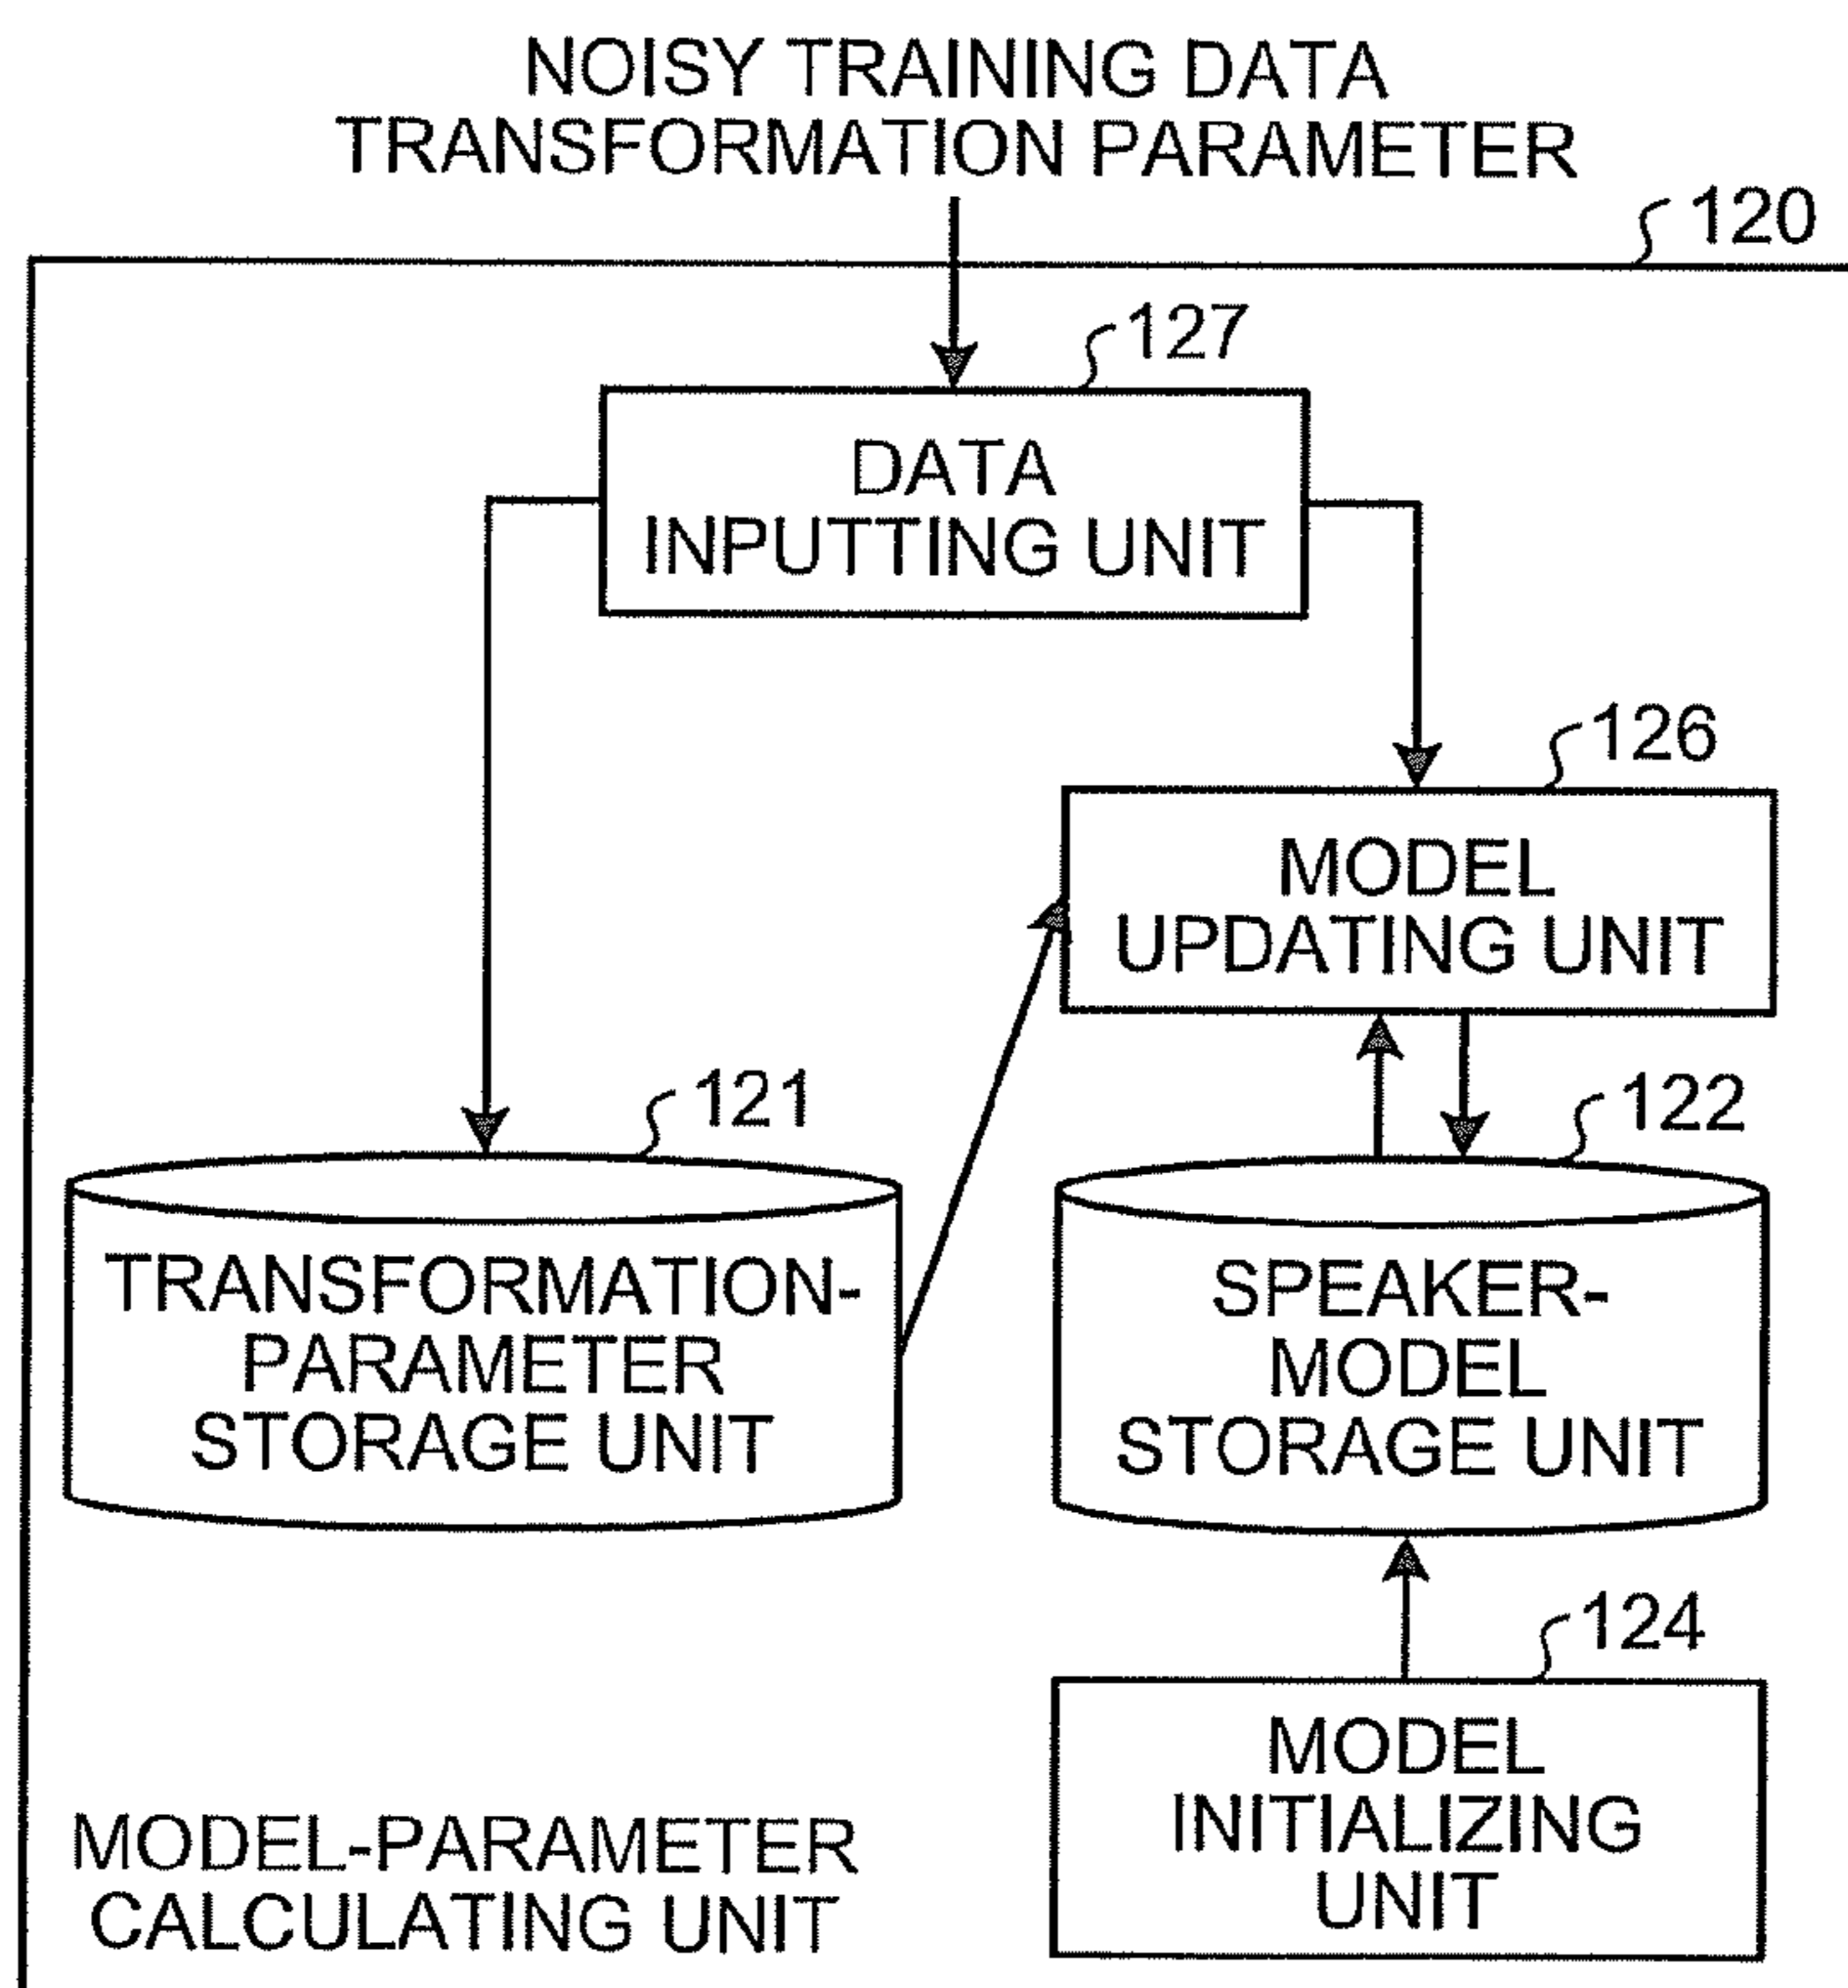 NOISY TRAINING DATA
TRANSFORMATION PARAMETER
120
127
DATA
INPUTTING UNIT
126
MODEL
UPDATING UNIT
121
122
TRANSFORMATION-
PARAMETER
STORAGE UNIT
SPEAKER-
MODEL
STORAGE UNIT
124
MODEL
INITIALIZING
UNIT
MODEL-PARAMETER
CALCULATING UNIT